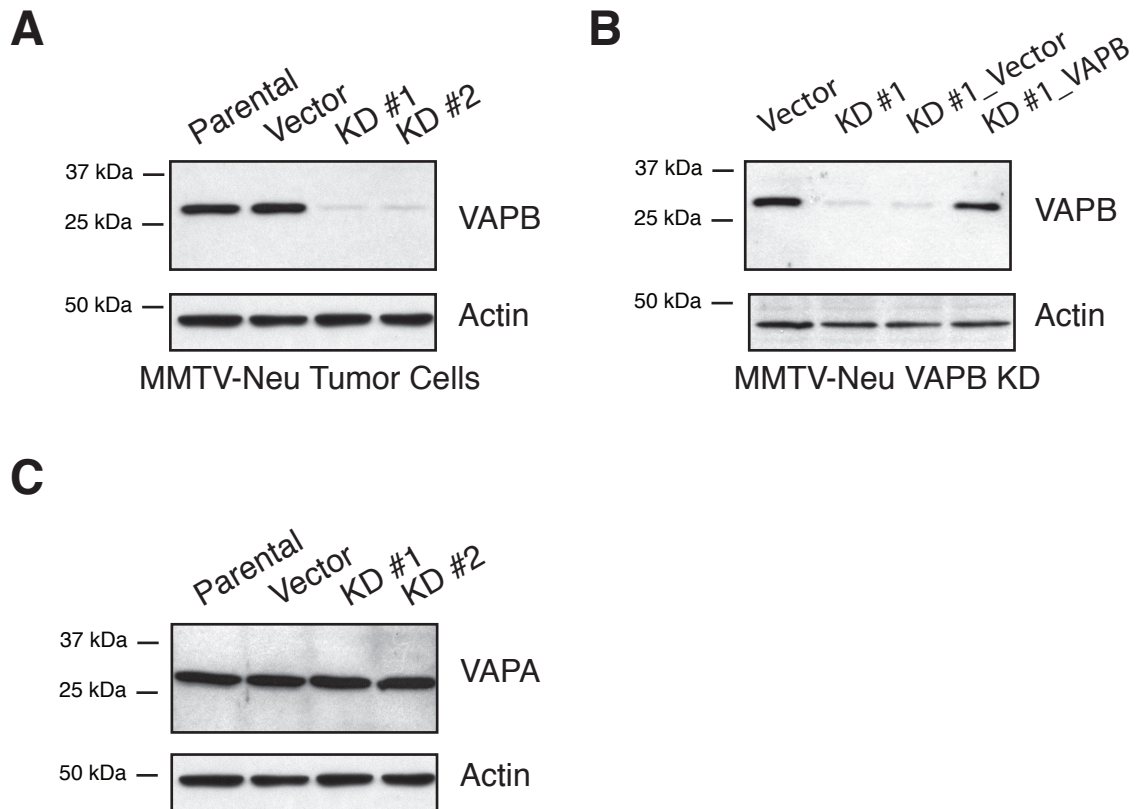 A
Parental
Vector
KD #1
KD #2
37 kDa
25 kDa
VAPB
50 kDa
Actin
MMTV-Neu Tumor Cells
B
Vector
KD #1
KD #1_Vector
KD #1_VAPB
37 kDa
25 kDa
VAPB
50 kDa
Actin
MMTV-Neu VAPB KD
C
Parental
Vector
KD #1
KD #2
37 kDa
25 kDa
VAPA
50 kDa
Actin